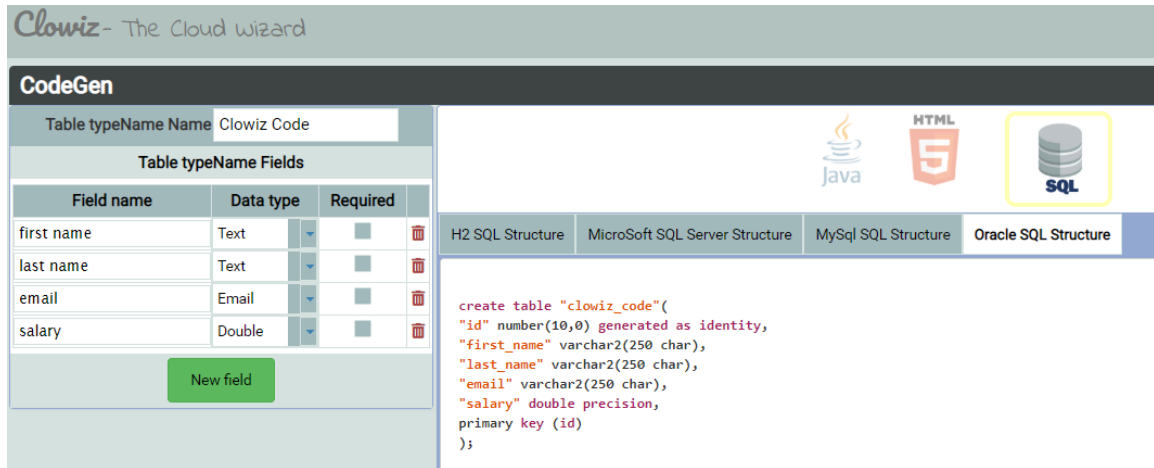 Clowiz - The Cloud Wizard
CodeGen
Table typeName Name Clowiz Code
Table typeName Fields
Field name Data type Required
first name Text
last name Text
email Email
salary Double
New field
Java
HTML
5
SQL
H2 SQL Structure MicroSoft SQL Server Structure MySql SQL Structure Oracle SQL Structure
create table "clowiz_code"(
"id" number(10,0) generated as identity,
"first_name" varchar2(250 char),
"last_name" varchar2(250 char),
"email" varchar2(250 char),
"salary" double precision,
primary key (id)
);